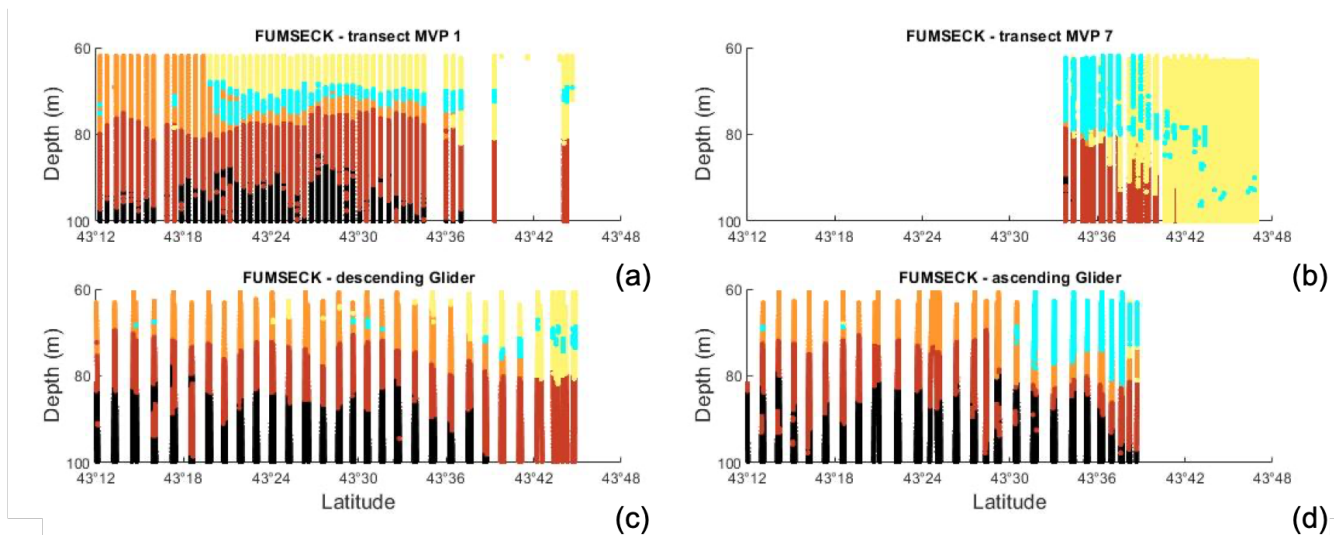 FUMSECK - transect MVP 1
60
80
100
Depth (m)
43°12 43°18 43°24 43°30 43°36 43°42 43°48
(a)
FUMSECK - transect MVP 7
60
80
100
Depth (m)
43°12 43°18 43°24 43°30 43°36 43°42 43°48
(b)
FUMSECK - descending Glider
60
80
100
Depth (m)
43°12 43°18 43°24 43°30 43°36 43°42 43°48
Latitude
(c)
FUMSECK - ascending Glider
60
80
100
Depth (m)
43°12 43°18 43°24 43°30 43°36 43°42 43°48
Latitude
(d)